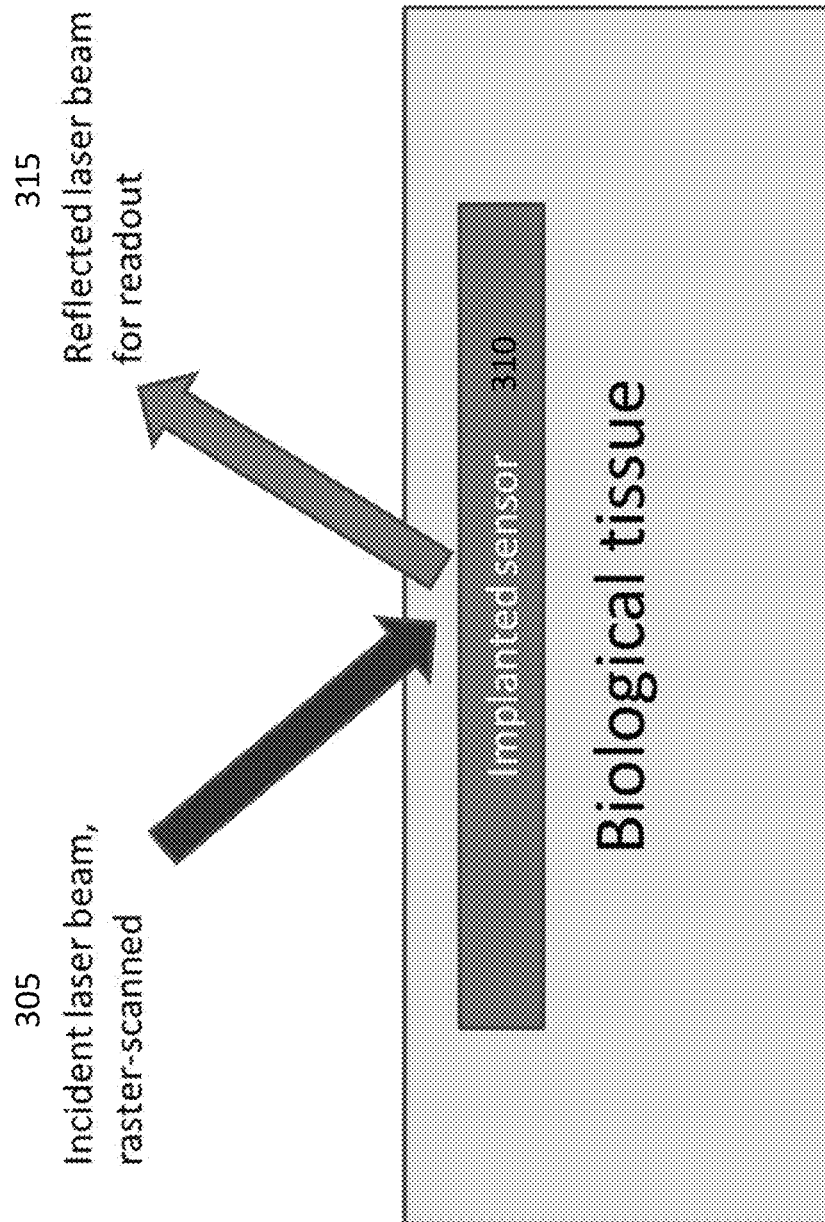 305
Incident laser beam,
raster-scanned
315
Reflected laser beam
for readout
Implanted sensor 310
Biological tissue